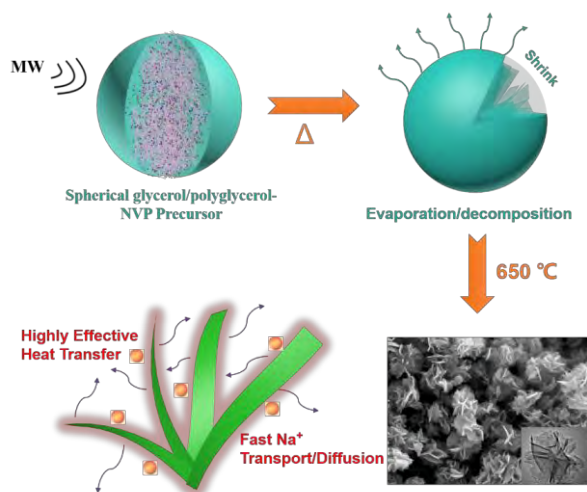 MW
Shrink
Δ
Spherical glycerol/polyglycerol-
NVP Precursor
Evaporation/decomposition
650 ℃
Highly Effective
Heat Transfer
Fast Na⁺
Transport/Diffusion